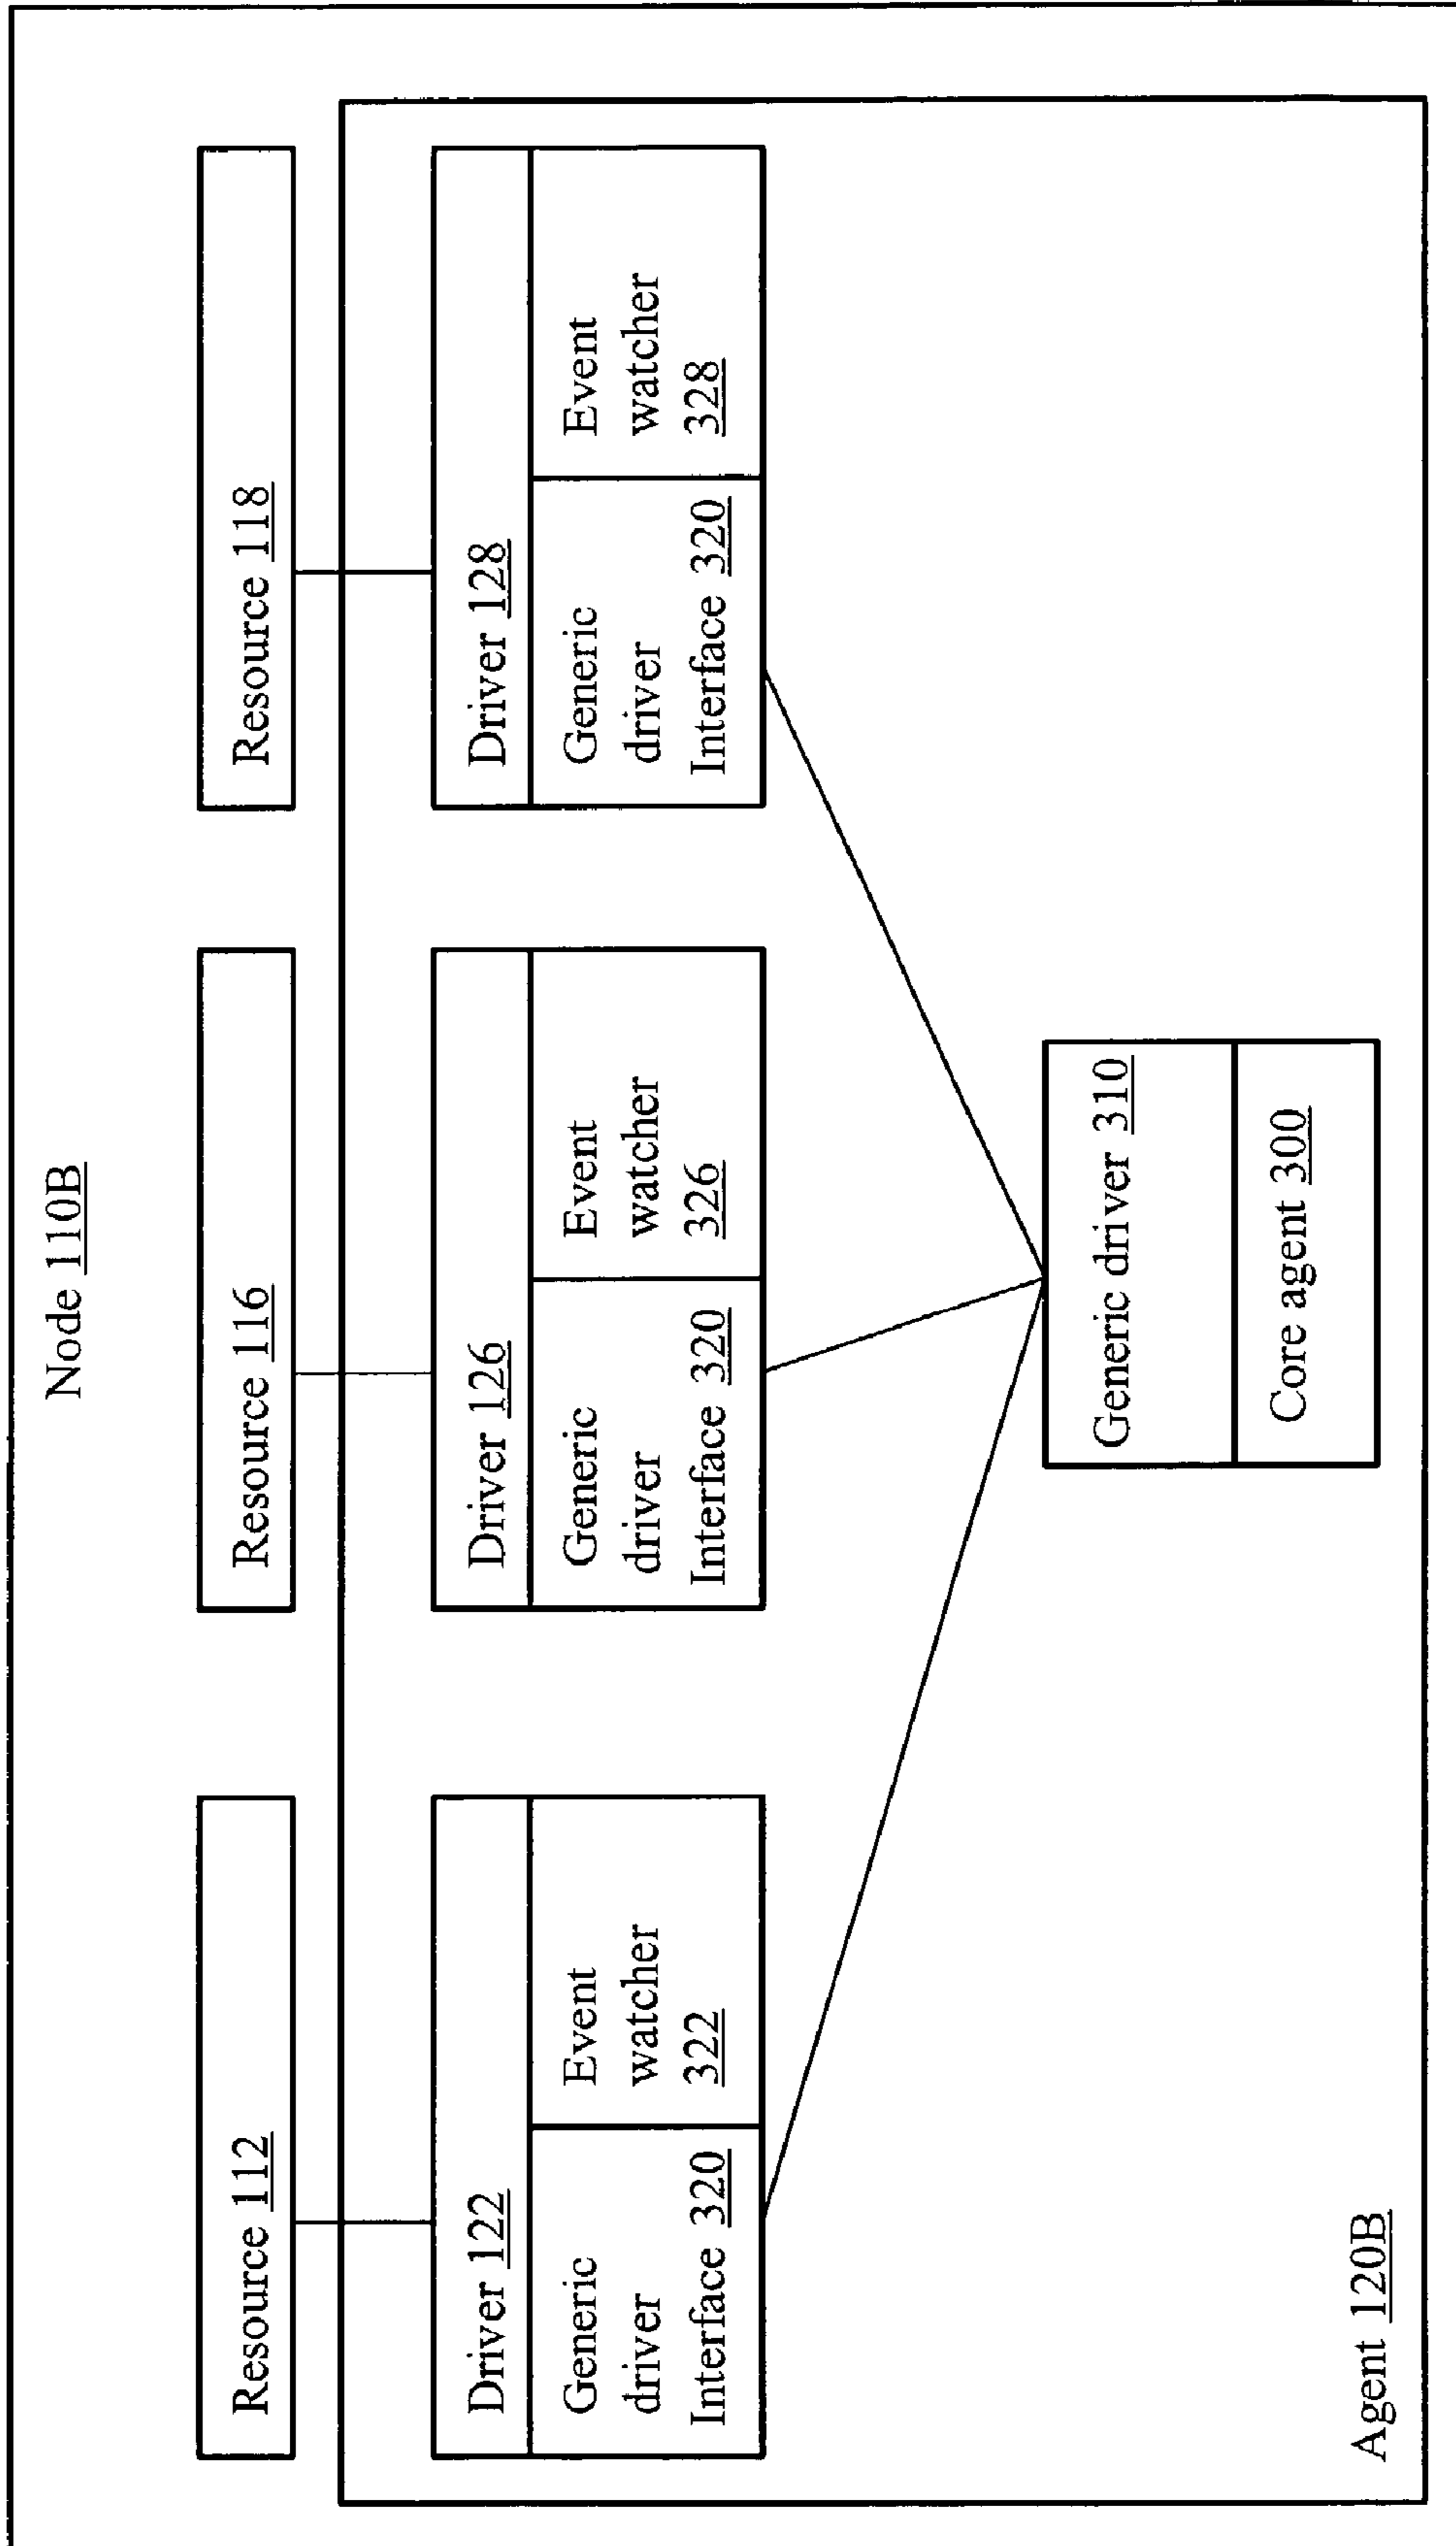 Node 110B
Resource 112
Resource 116
Resource 118
Driver 122
Generic
driver
Interface 320
Event
watcher
322
Driver 126
Generic
driver
Interface 320
Event
watcher
326
Driver 128
Generic
driver
Interface 320
Event
watcher
328
Generic driver 310
Core agent 300
Agent 120B